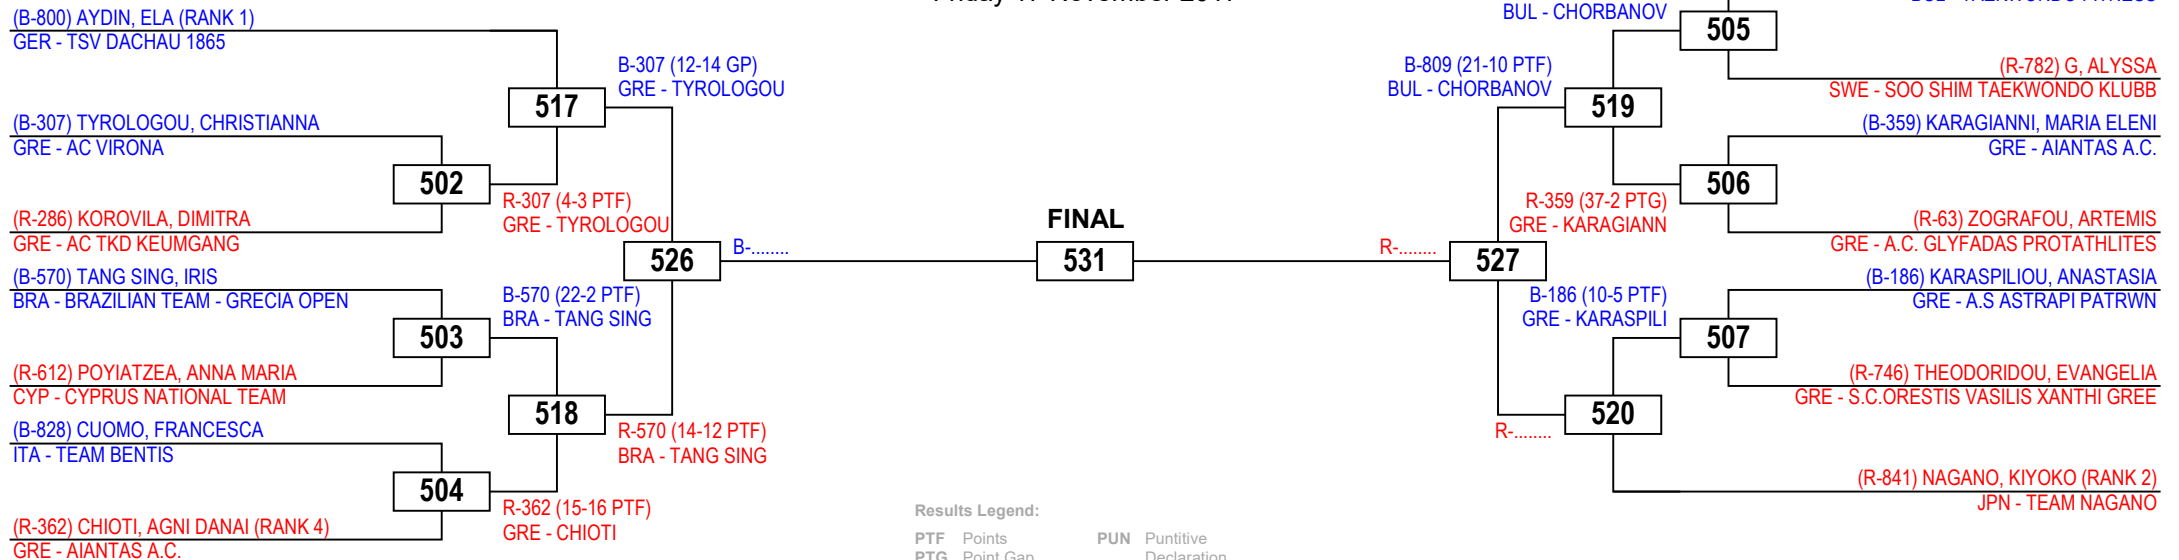 (B-800) AYDIN, ELA (RANK 1)
GER - TSV DACHAU 1865
517
B-307 (12-14 GP)
GRE - TYROLOGOU
(B-307) TYROLOGOU, CHRISTIANNA
GRE - AC VIRONA
502
R-307 (4-3 PTF)
GRE - TYROLOGOU
(R-286) KOROVILA, DIMITRA
GRE - AC TKD KEUMGANG
526
B-........
(B-570) TANG SING, IRIS
BRA - BRAZILIAN TEAM - GRECIA OPEN
503
B-570 (22-2 PTF)
BRA - TANG SING
(R-612) POYIATZEA, ANNA MARIA
CYP - CYPRUS NATIONAL TEAM
518
R-570 (14-12 PTF)
BRA - TANG SING
(B-828) CUOMO, FRANCESCA
ITA - TEAM BENTIS
504
R-362 (15-16 PTF)
GRE - CHIOTI
(R-362) CHIOTI, AGNI DANAI (RANK 4)
GRE - AIANTAS A.C.
FINAL
531
BUL - CHORBANOV
505
(R-782) G, ALYSSA
SWE - SOO SHIM TAEKWONDO KLUBB
B-809 (21-10 PTF)
BUL - CHORBANOV
519
(B-359) KARAGIANNI, MARIA ELENI
GRE - AIANTAS A.C.
506
R-359 (37-2 PTG)
GRE - KARAGIANN
(R-63) ZOGRAFOU, ARTEMIS
GRE - A.C. GLYFADAS PROTATHLITES
R-........
527
(B-186) KARASPILIOU, ANASTASIA
GRE - A.S ASTRAPI PATRWN
B-186 (10-5 PTF)
GRE - KARASPILI
507
(R-746) THEODORIDOU, EVANGELIA
GRE - S.C.ORESTIS VASILIS XANTHI GREE
520
R-........
(R-841) NAGANO, KIYOKO (RANK 2)
JPN - TEAM NAGANO
Results Legend:
PTF Points
PUN Puntitive
PTG Point Gap
Declaration